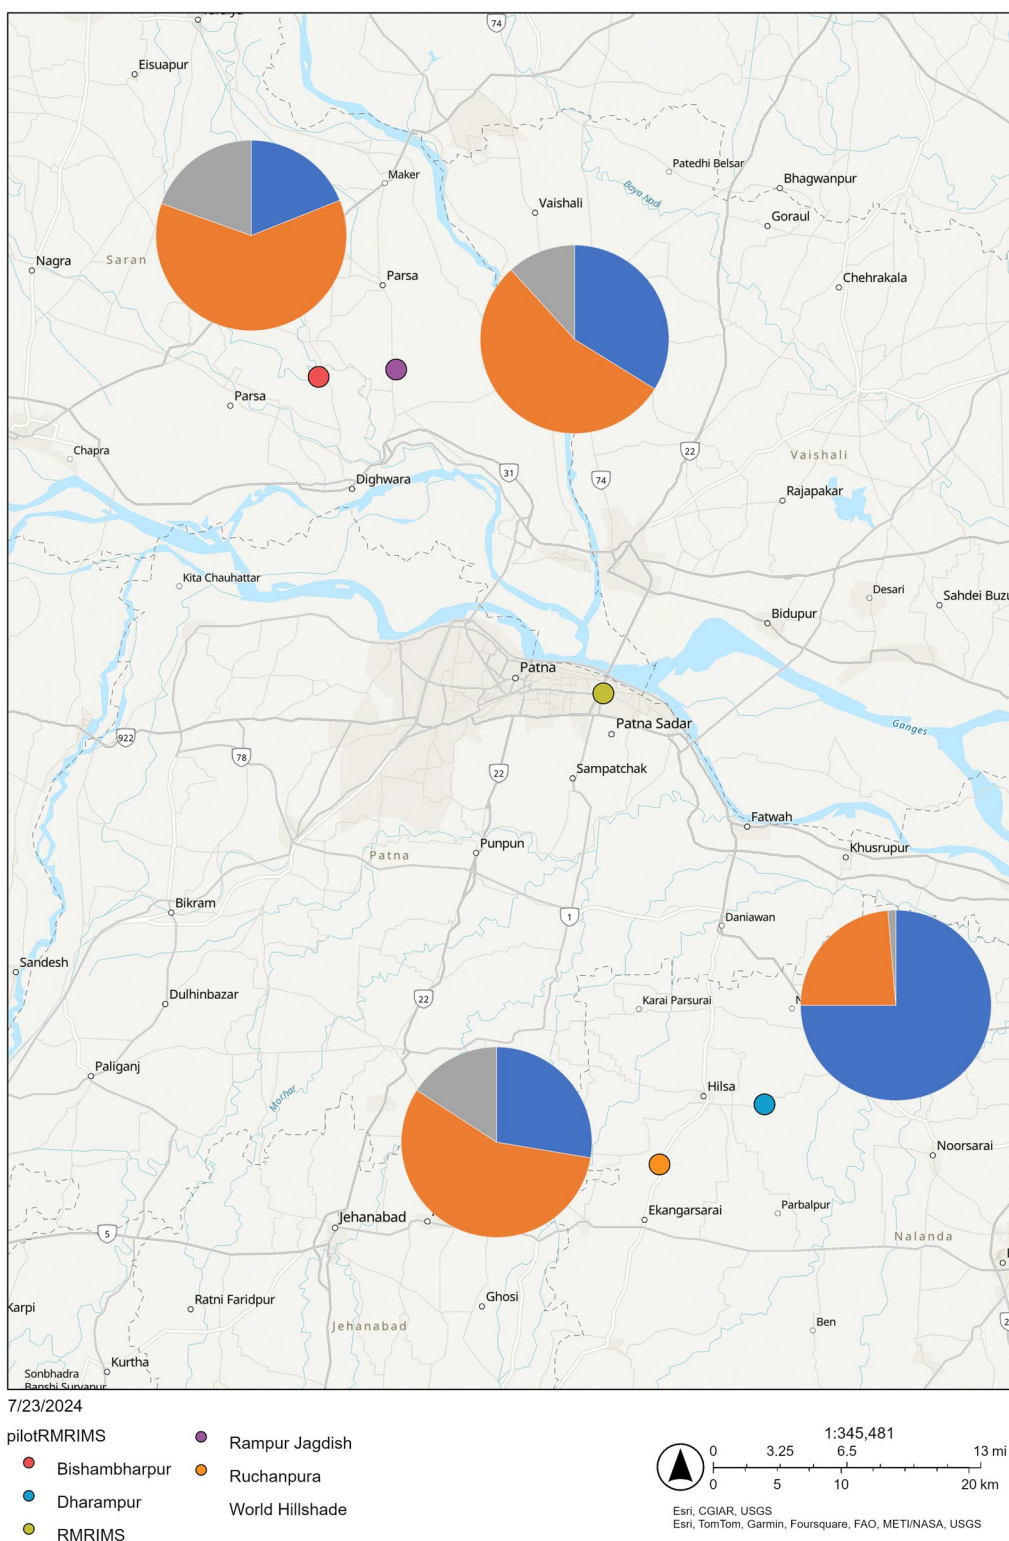 74
Eisuapur
Maker
Patedhi Belsar
Bhagwanpur
Baya Nadi
Vaishali
Goraul
Nagra
Saran
Parsa
Chehrakala
Parsa
Chapra
22
Vaishali
31
74
Dighwara
Rajapakar
Kita Chauhattar
Desari
Sahdei Buzu
Bidupur
Patna
Patna Sadar
Ganges
922
78
22
Sampatchak
Fatwah
Punpun
Patna
Khusrupur
Bikram
1
Daniawan
Sandesh
22
Dulhinbazar
Karai Parsurai
N
Paliganj
Morhar
Hilsa
Noorsarai
Jehanabad
Ekangarsarai
Parbalpur
5
Nalanda
Karpi
Ratni Faridpur
Ghosi
Jehanabad
Ben
2
Kurtha
Sonbhadra
Banshi Suryapur
7/23/2024
pilotRMRIMS
Bishambharpur
Dharampur
RMRIMS
Rampur Jagdish
Ruchanpura
World Hillshade
1:345,481
0 3.25 6.5 13 mi
0 5 10 20 km
Esri, CGIAR, USGS
Esri, TomTom, Garmin, Foursquare, FAO, METI/NASA, USGS